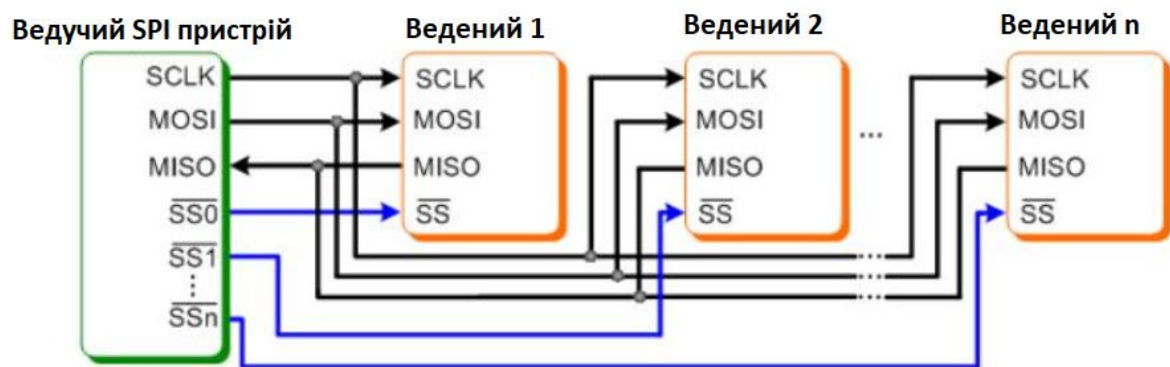 Ведучий SPI пристрій
Ведений 1
Ведений 2
Ведений n
SCLK
MOSI
MISO
SS0
SS1
SSn
SCLK
MOSI
MISO
SS
SCLK
MOSI
MISO
SS
...
SCLK
MOSI
MISO
SS